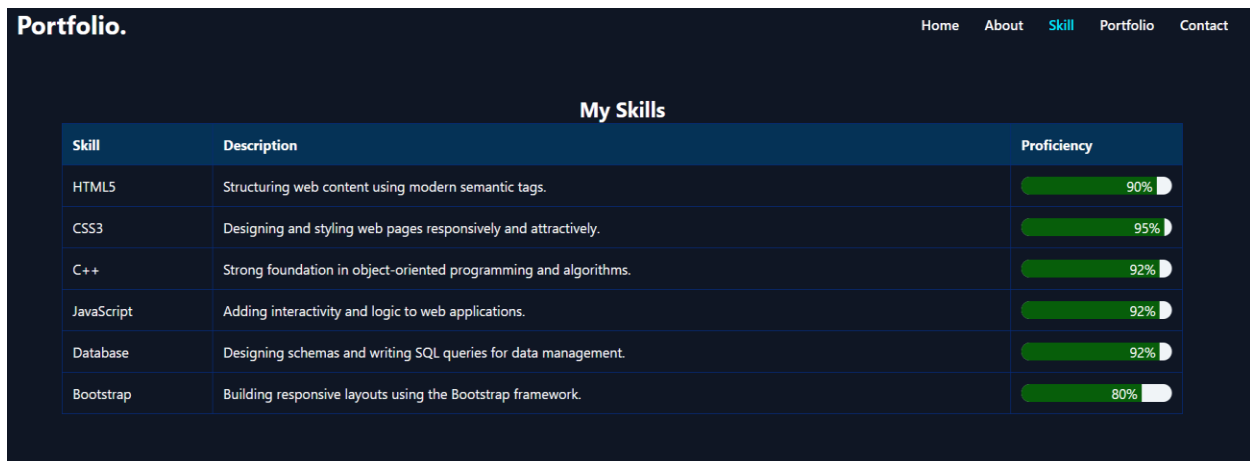 Portfolio. Home About Skill Portfolio Contact
My Skills
Skill Description Proficiency
HTML5 Structuring web content using modern semantic tags. 90%
CSS3 Designing and styling web pages responsively and attractively. 95%
C++ Strong foundation in object-oriented programming and algorithms. 92%
JavaScript Adding interactivity and logic to web applications. 92%
Database Designing schemas and writing SQL queries for data management. 92%
Bootstrap Building responsive layouts using the Bootstrap framework. 80%